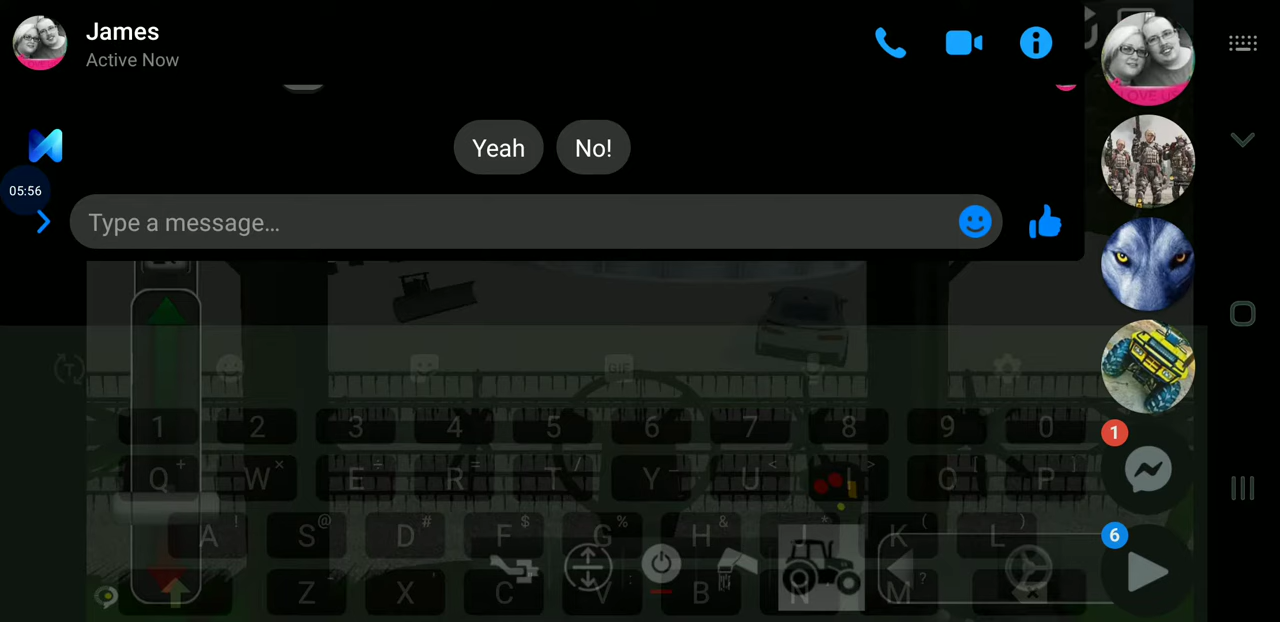 James
Active Now
Yeah No!
05:56
Type a message...
GIF
1 2 3 4 5 6 7 8 9 0
1
Q W E R T Y U I O P
A S D F G H J K L
6
Z X C V B N M